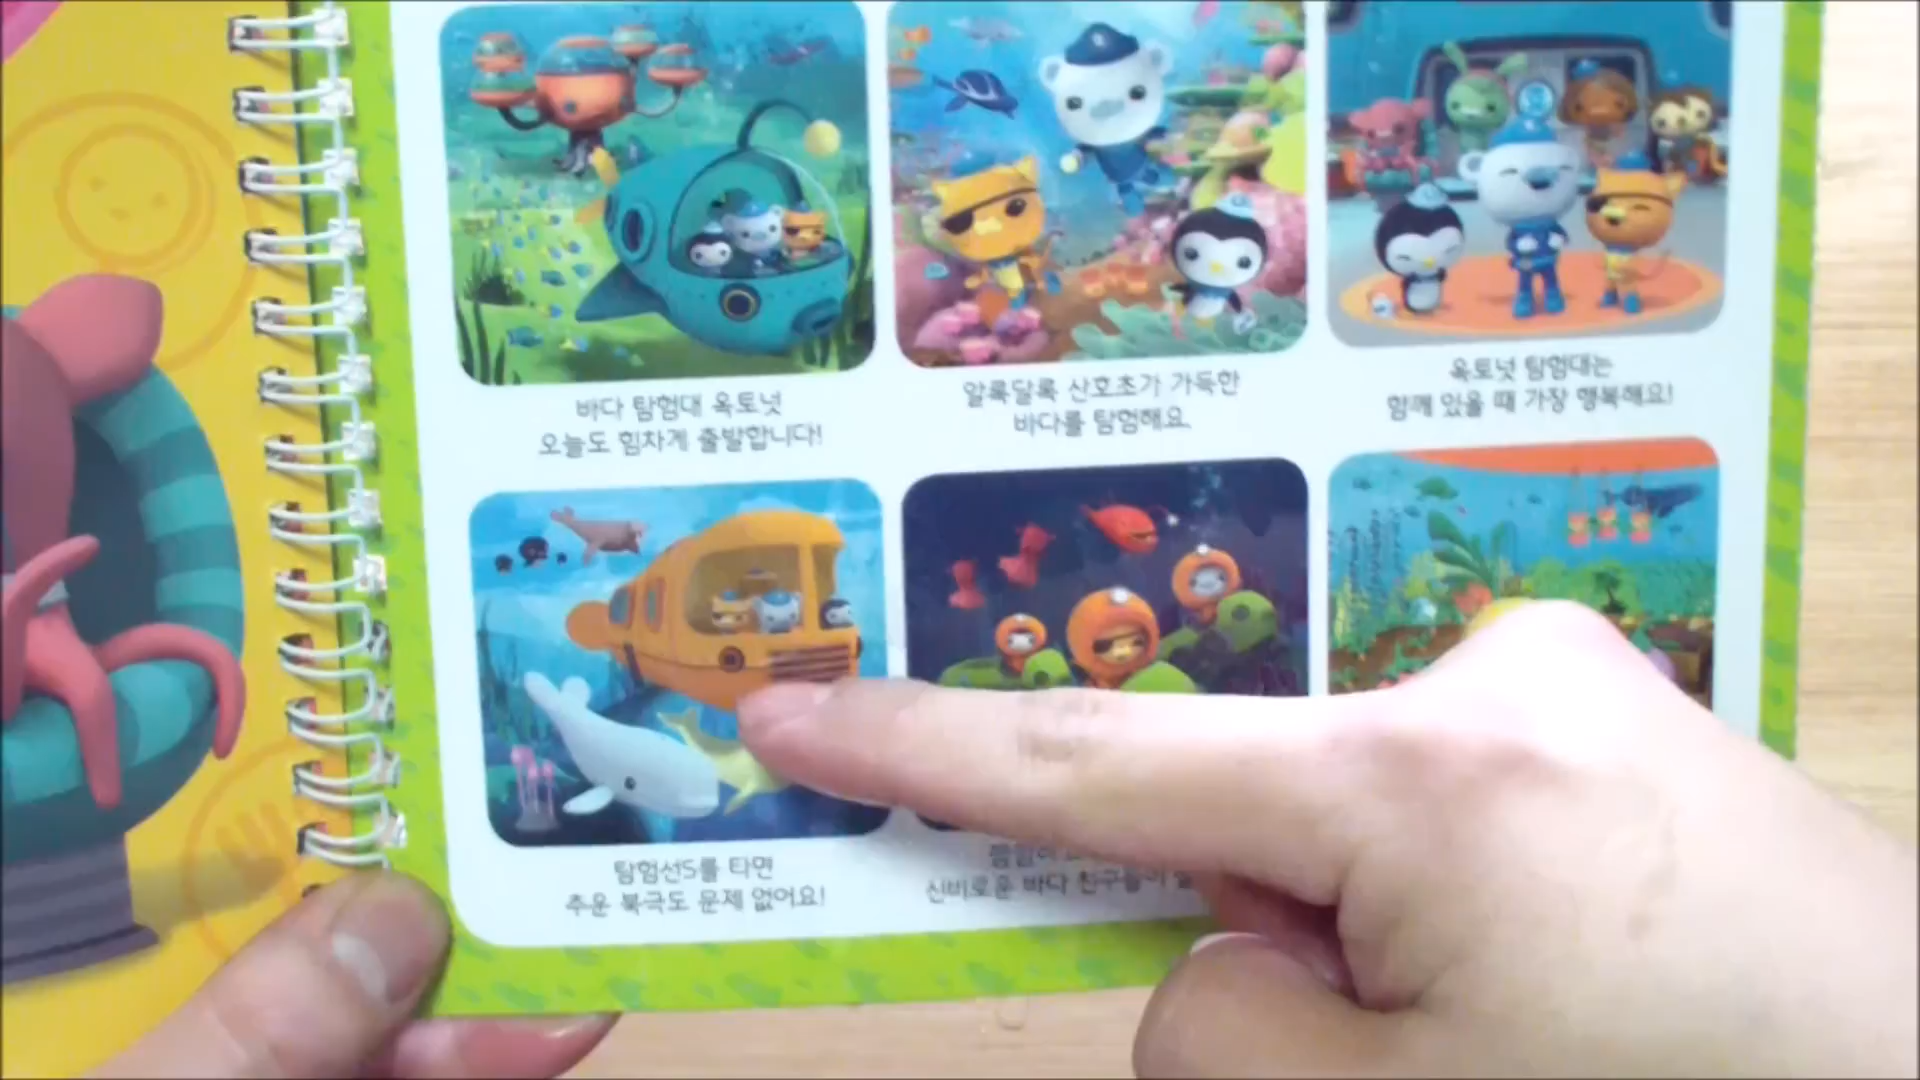 바다 탐험대 옥토넛
오늘도 힘차게 출발합니다!
알록달록 산호초가 가득한
바다를 탐험해요.
옥토넛 탐험대는
함께 있을 때 가장 행복해요!
탐험선S를 타면
추운 북극도 문제 없어요!
신비로운 바다 친구들이